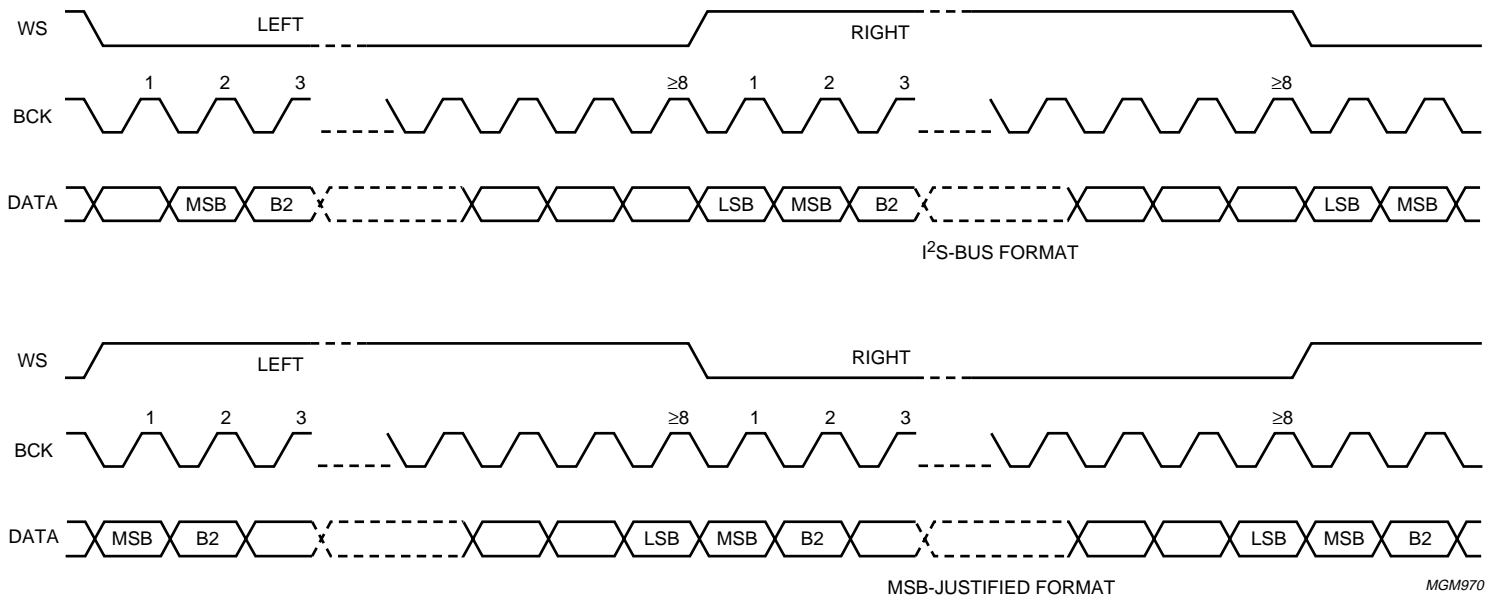 WS LEFT RIGHT
BCK 1 2 3 ≥8 1 2 3 ≥8
DATA MSB B2 LSB MSB B2 LSB MSB
I²S-BUS FORMAT
WS LEFT RIGHT
BCK 1 2 3 ≥8 1 2 3 ≥8
DATA MSB B2 LSB MSB B2 LSB MSB B2
MSB-JUSTIFIED FORMAT
MGM970